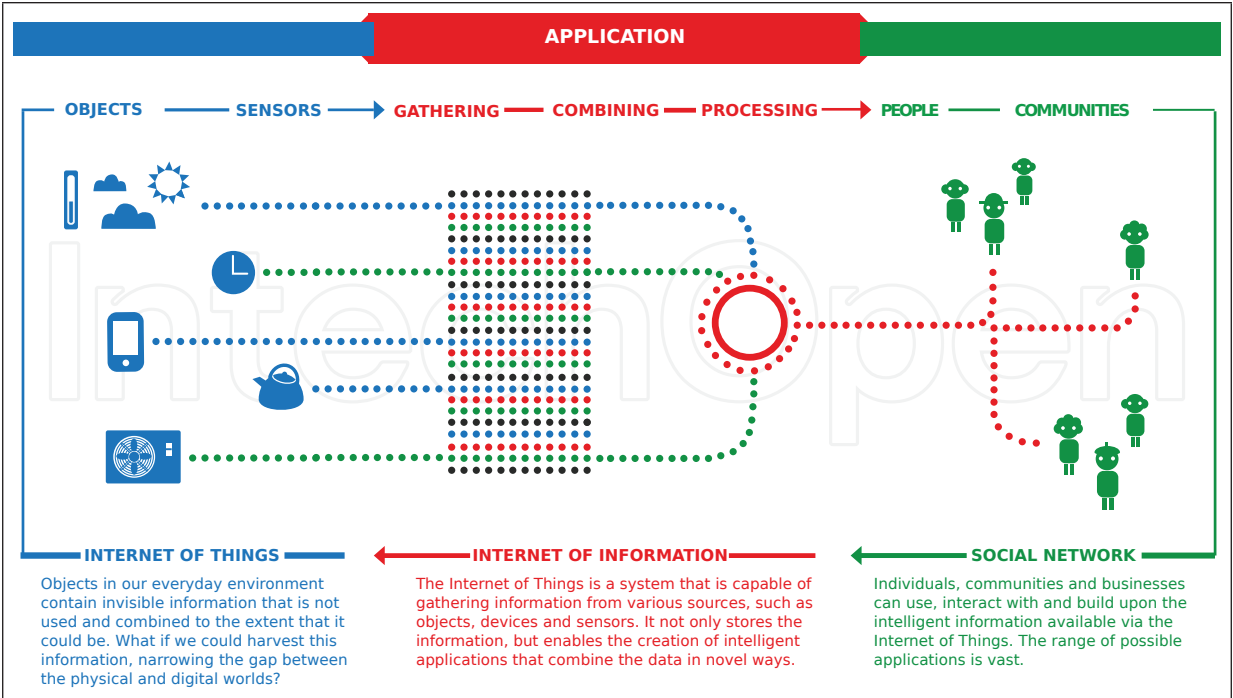 APPLICATION
OBJECTS SENSORS GATHERING COMBINING PROCESSING PEOPLE COMMUNITIES
IntechOpen
INTERNET OF THINGS
Objects in our everyday environment
contain invisible information that is not
used and combined to the extent that it
could be. What if we could harvest this
information, narrowing the gap between
the physical and digital worlds?
INTERNET OF INFORMATION
The Internet of Things is a system that is capable of
gathering information from various sources, such as
objects, devices and sensors. It not only stores the
information, but enables the creation of intelligent
applications that combine the data in novel ways.
SOCIAL NETWORK
Individuals, communities and businesses
can use, interact with and build upon the
intelligent information available via the
Internet of Things. The range of possible
applications is vast.